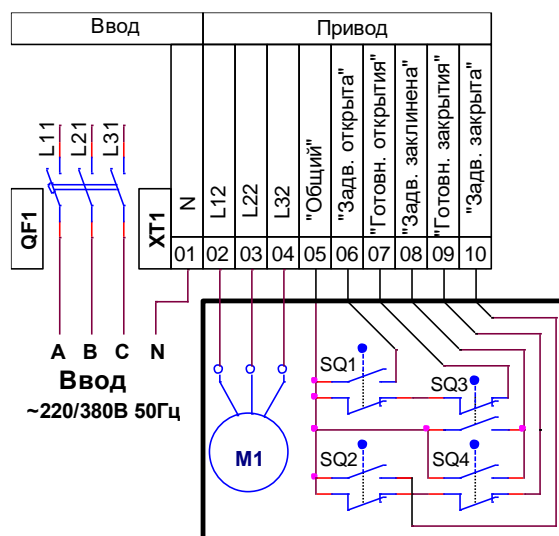 Ввод
Привод
L11
L21
L31
QF1
XT1
N
L12
L22
L32
"Общий"
"Задв. открыта"
"Готовн. открытия"
"Задв. заклинена"
"Готовн. закрытия"
"Задв. закрыта"
01 02 03 04 05 06 07 08 09 10
A B C N
Ввод
~220/380В 50Гц
M1
SQ1
SQ3
SQ2
SQ4